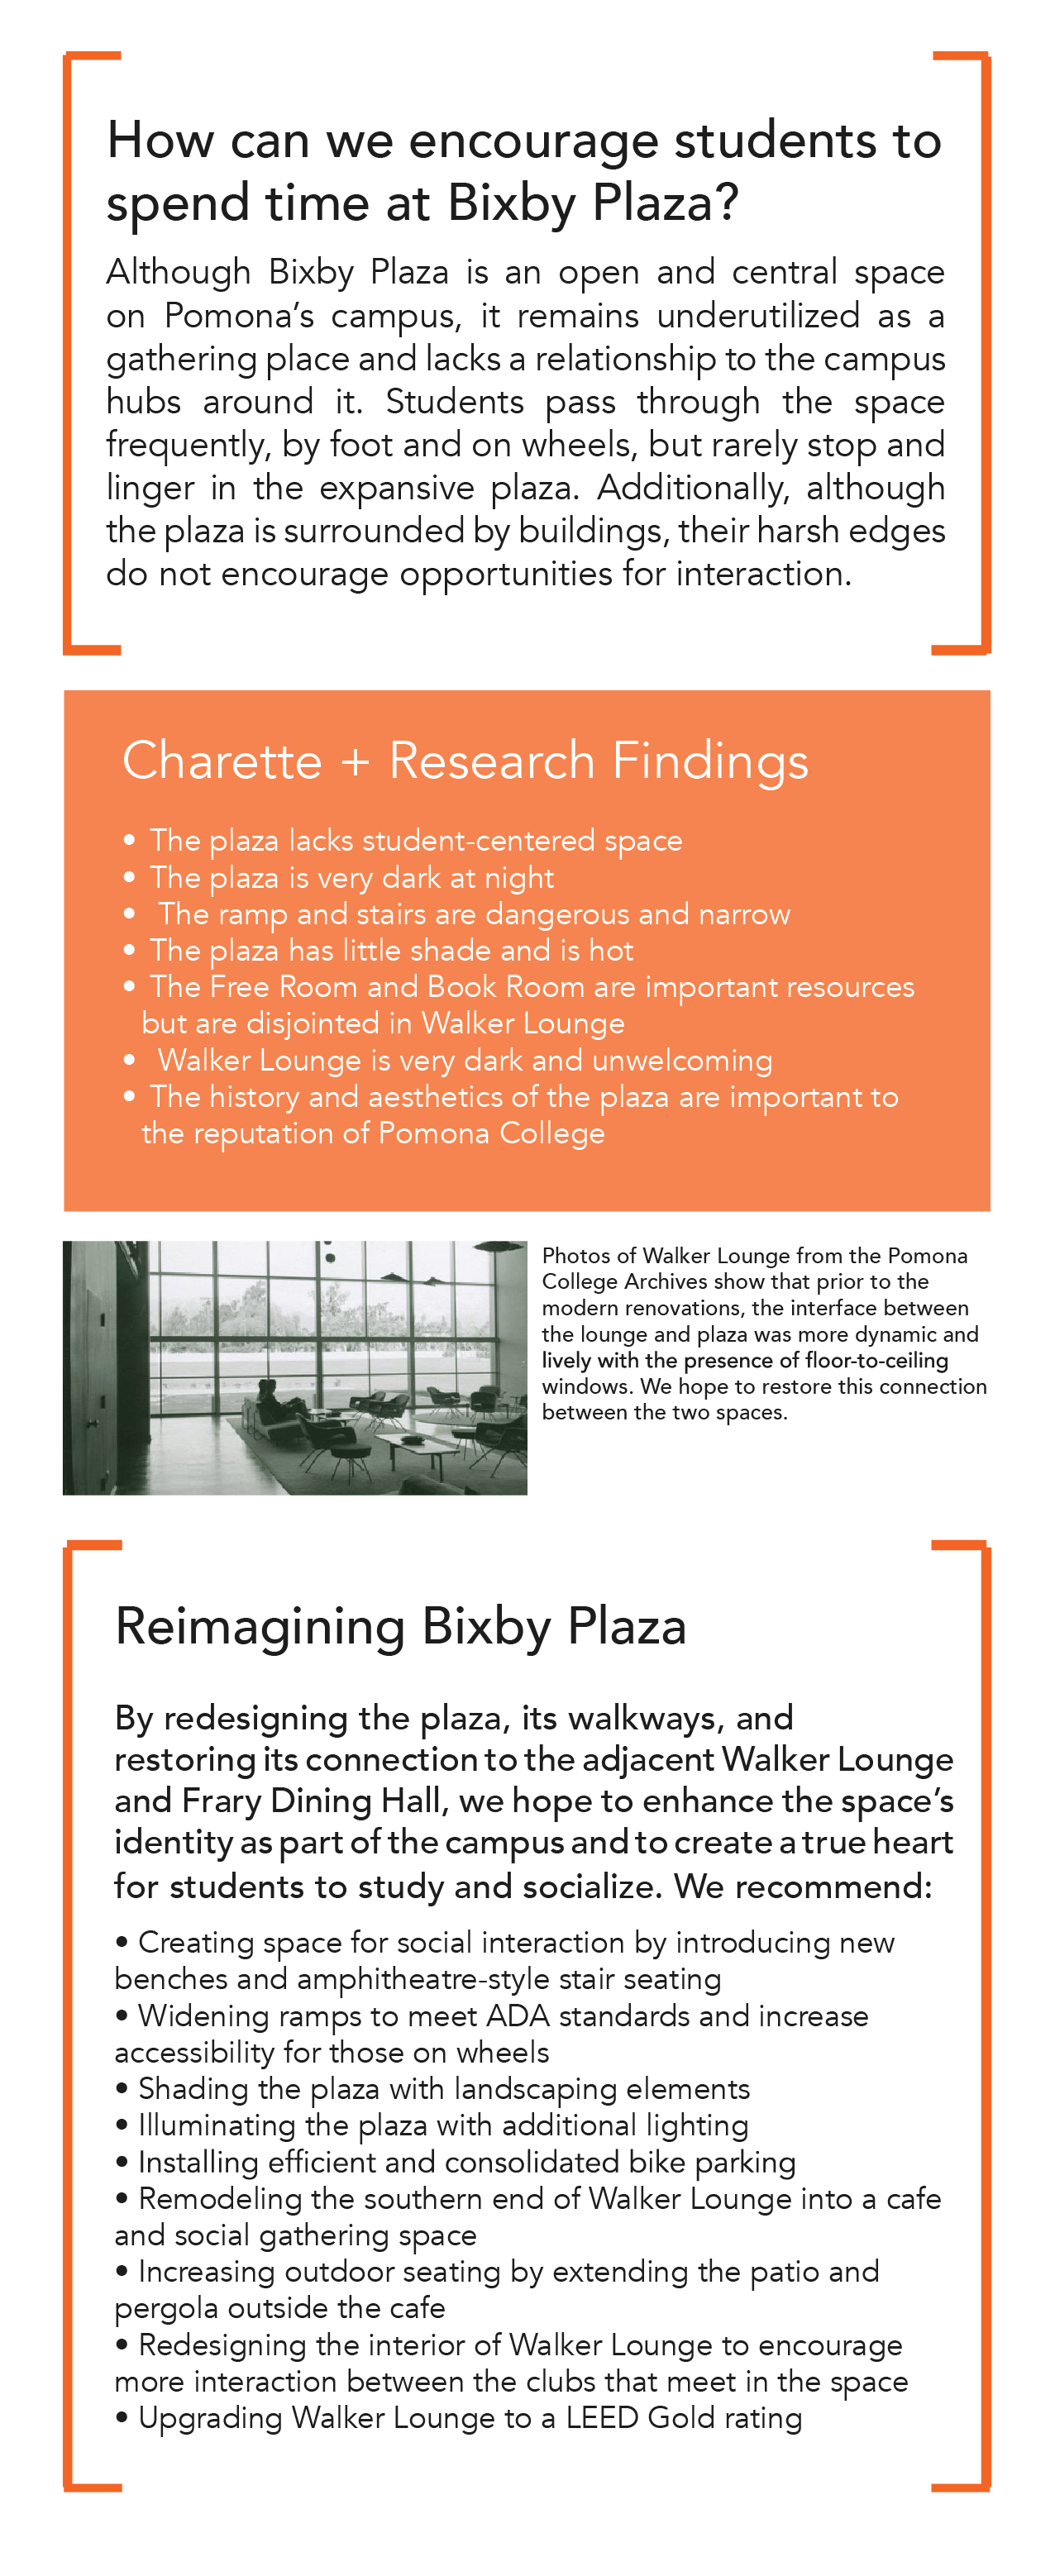 How can we encourage students to
spend time at Bixby Plaza?
Although Bixby Plaza is an open and central space
on Pomona’s campus, it remains underutilized as a
gathering place and lacks a relationship to the campus
hubs around it. Students pass through the space
frequently, by foot and on wheels, but rarely stop and
linger in the expansive plaza. Additionally, although
the plaza is surrounded by buildings, their harsh edges
do not encourage opportunities for interaction.
Charette + Research Findings
• The plaza lacks student-centered space
• The plaza is very dark at night
• The ramp and stairs are dangerous and narrow
• The plaza has little shade and is hot
• The Free Room and Book Room are important resources
but are disjointed in Walker Lounge
• Walker Lounge is very dark and unwelcoming
• The history and aesthetics of the plaza are important to
the reputation of Pomona College
Photos of Walker Lounge from the Pomona
College Archives show that prior to the
modern renovations, the interface between
the lounge and plaza was more dynamic and
lively with the presence of floor-to-ceiling
windows. We hope to restore this connection
between the two spaces.
Reimagining Bixby Plaza
By redesigning the plaza, its walkways, and
restoring its connection to the adjacent Walker Lounge
and Frary Dining Hall, we hope to enhance the space’s
identity as part of the campus and to create a true heart
for students to study and socialize. We recommend:
• Creating space for social interaction by introducing new
benches and amphitheatre-style stair seating
• Widening ramps to meet ADA standards and increase
accessibility for those on wheels
• Shading the plaza with landscaping elements
• Illuminating the plaza with additional lighting
• Installing efficient and consolidated bike parking
• Remodeling the southern end of Walker Lounge into a cafe
and social gathering space
• Increasing outdoor seating by extending the patio and
pergola outside the cafe
• Redesigning the interior of Walker Lounge to encourage
more interaction between the clubs that meet in the space
• Upgrading Walker Lounge to a LEED Gold rating